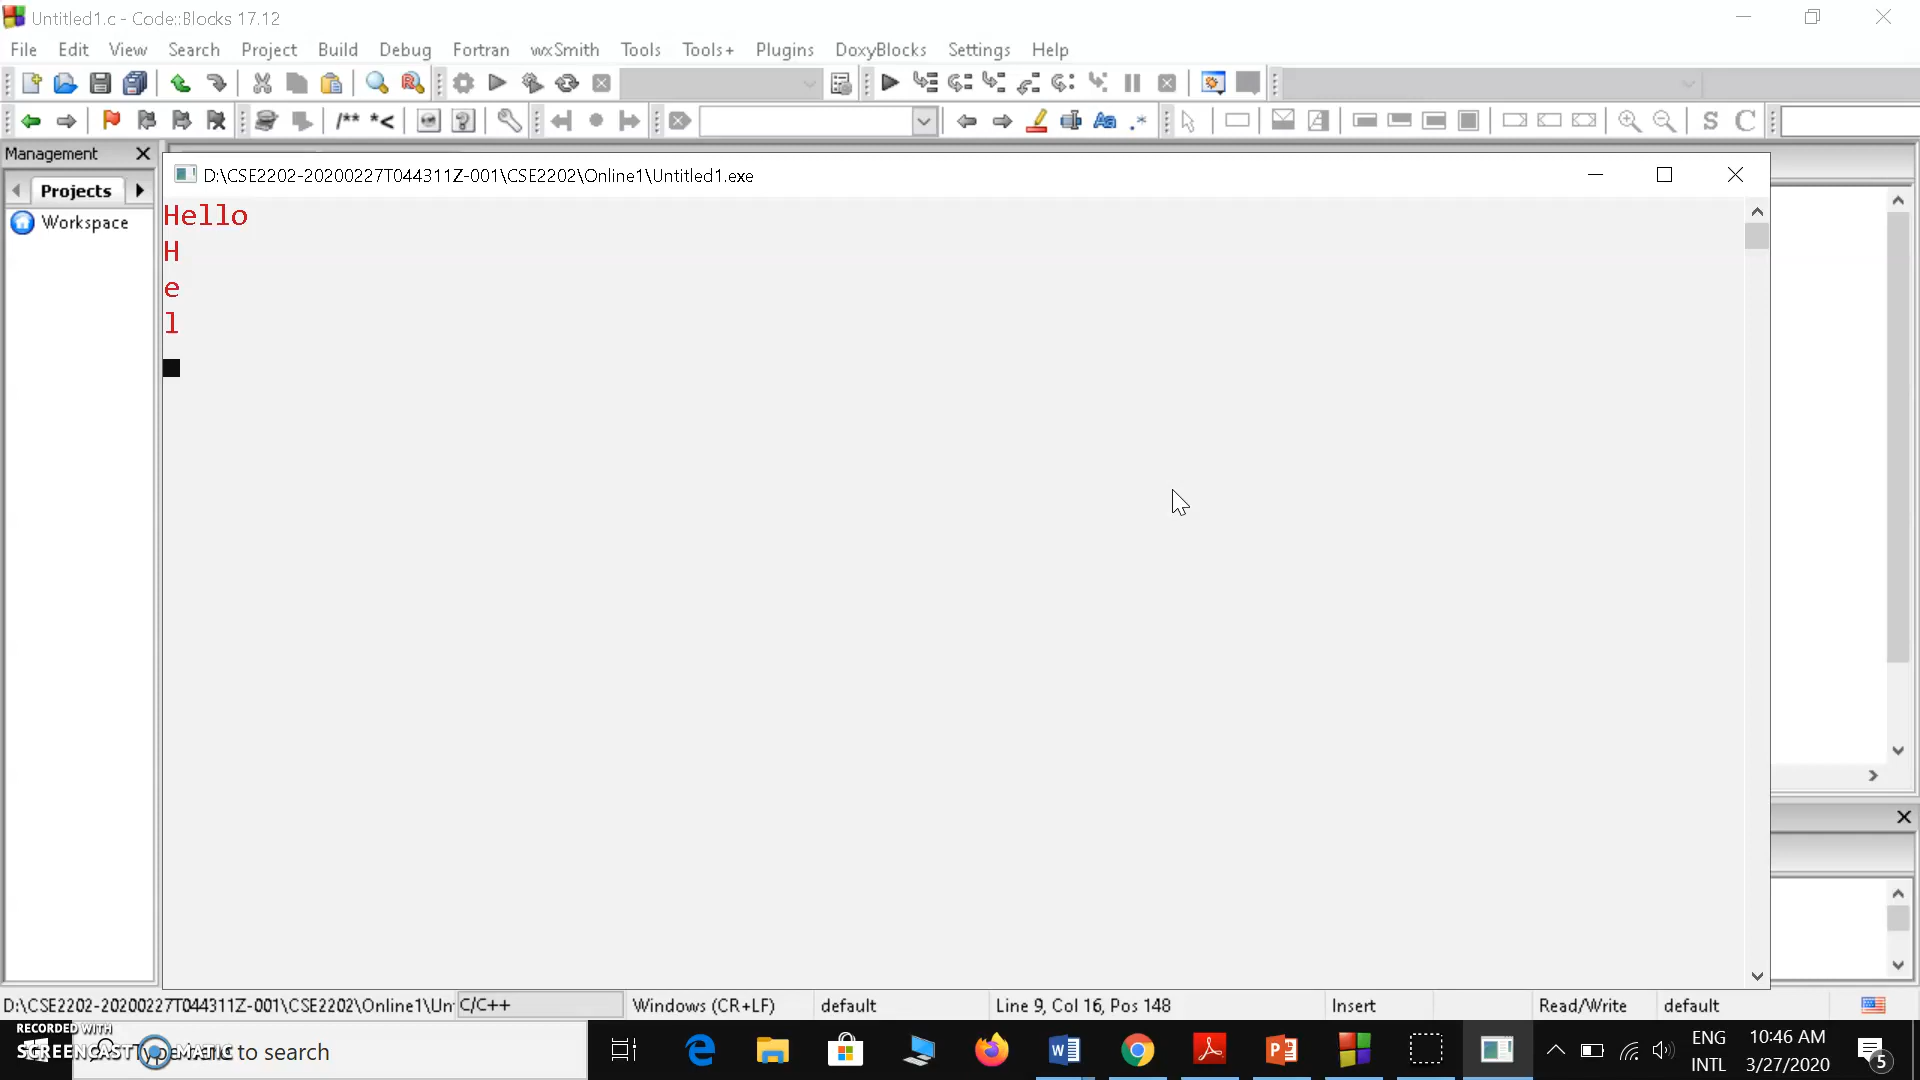 Untitled1.c - Code::Blocks 17.12
File Edit View Search Project Build Debug Fortran wxSmith Tools Tools+ Plugins DoxyBlocks Settings Help
/** *<
S C
Management
Projects
Workspace
D:\CSE2202-20200227T044311Z-001\CSE2202\Online1\Untitled1.exe
Hello
H
e
l
D:\CSE2202-20200227T044311Z-001\CSE2202\Online1\Un C/C++ Windows (CR+LF) default Line 9, Col 16, Pos 148 Insert Read/Write default
RECORDED WITH
SCREENCAST MATIC
to search
ENG
INTL
10:46 AM
3/27/2020
5